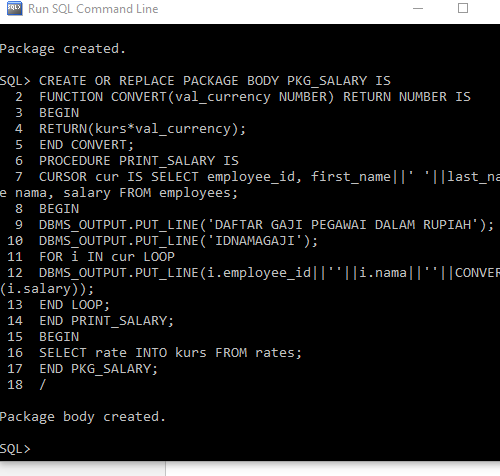 Run SQL Command Line
Package created.
SQL> CREATE OR REPLACE PACKAGE BODY PKG_SALARY IS
2 FUNCTION CONVERT(val_currency NUMBER) RETURN NUMBER IS
3 BEGIN
4 RETURN(kurs*val_currency);
5 END CONVERT;
6 PROCEDURE PRINT_SALARY IS
7 CURSOR cur IS SELECT employee_id, first_name||' '||last_na
e nama, salary FROM employees;
8 BEGIN
9 DBMS_OUTPUT.PUT_LINE('DAFTAR GAJI PEGAWAI DALAM RUPIAH');
10 DBMS_OUTPUT.PUT_LINE('IDNAMAGAJI');
11 FOR i IN cur LOOP
12 DBMS_OUTPUT.PUT_LINE(i.employee_id||''||i.nama||''||CONVER
(i.salary));
13 END LOOP;
14 END PRINT_SALARY;
15 BEGIN
16 SELECT rate INTO kurs FROM rates;
17 END PKG_SALARY;
18 /
Package body created.
SQL>